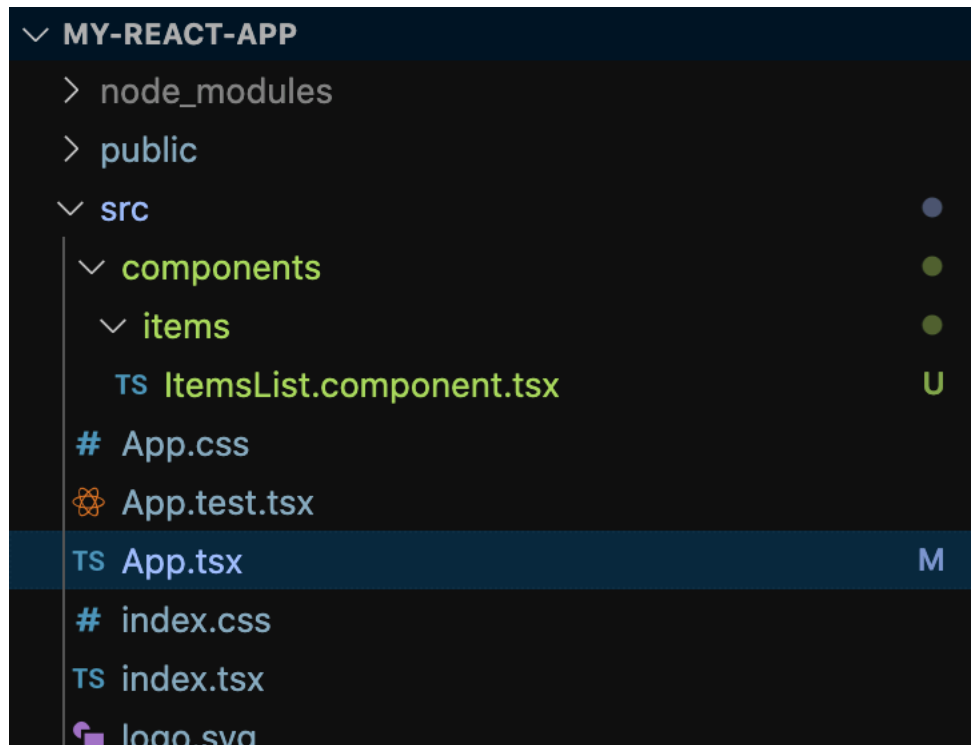 MY-REACT-APP
node_modules
public
src
components
items
TS ItemsList.component.tsx U
# App.css
App.test.tsx
TS App.tsx M
# index.css
TS index.tsx
logo.svg